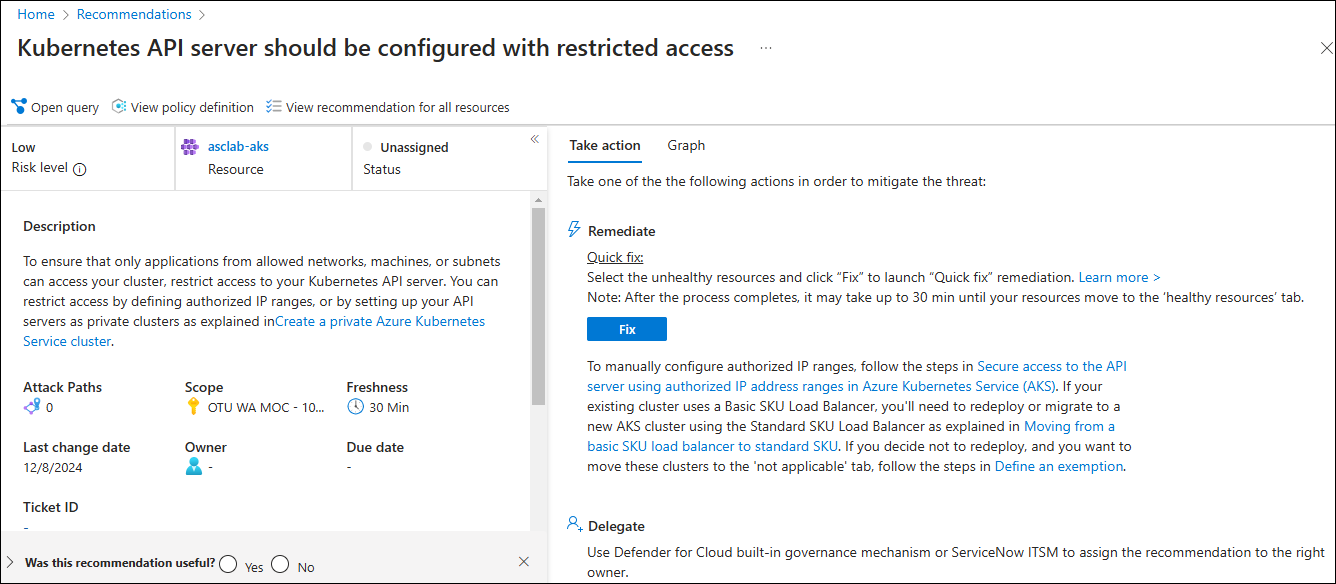 Home > Recommendations >
Kubernetes API server should be configured with restricted access ...
Open query View policy definition View recommendation for all resources
Low
Risk level
asclab-aks
Resource
Unassigned
Status
Description
To ensure that only applications from allowed networks, machines, or subnets
can access your cluster, restrict access to your Kubernetes API server. You can
restrict access by defining authorized IP ranges, or by setting up your API
servers as private clusters as explained inCreate a private Azure Kubernetes
Service cluster.
Attack Paths
0
Scope
OTU WA MOC - 10...
Freshness
30 Min
Last change date
12/8/2024
Owner
-
Due date
-
Ticket ID
-
Was this recommendation useful? Yes No
Take action Graph
Take one of the the following actions in order to mitigate the threat:
Remediate
Quick fix:
Select the unhealthy resources and click “Fix” to launch “Quick fix” remediation. Learn more >
Note: After the process completes, it may take up to 30 min until your resources move to the ‘healthy resources’ tab.
Fix
To manually configure authorized IP ranges, follow the steps in Secure access to the API
server using authorized IP address ranges in Azure Kubernetes Service (AKS). If your
existing cluster uses a Basic SKU Load Balancer, you'll need to redeploy or migrate to a
new AKS cluster using the Standard SKU Load Balancer as explained in Moving from a
basic SKU load balancer to standard SKU. If you decide not to redeploy, and you want to
move these clusters to the 'not applicable' tab, follow the steps in Define an exemption.
Delegate
Use Defender for Cloud built-in governance mechanism or ServiceNow ITSM to assign the recommendation to the right
owner.